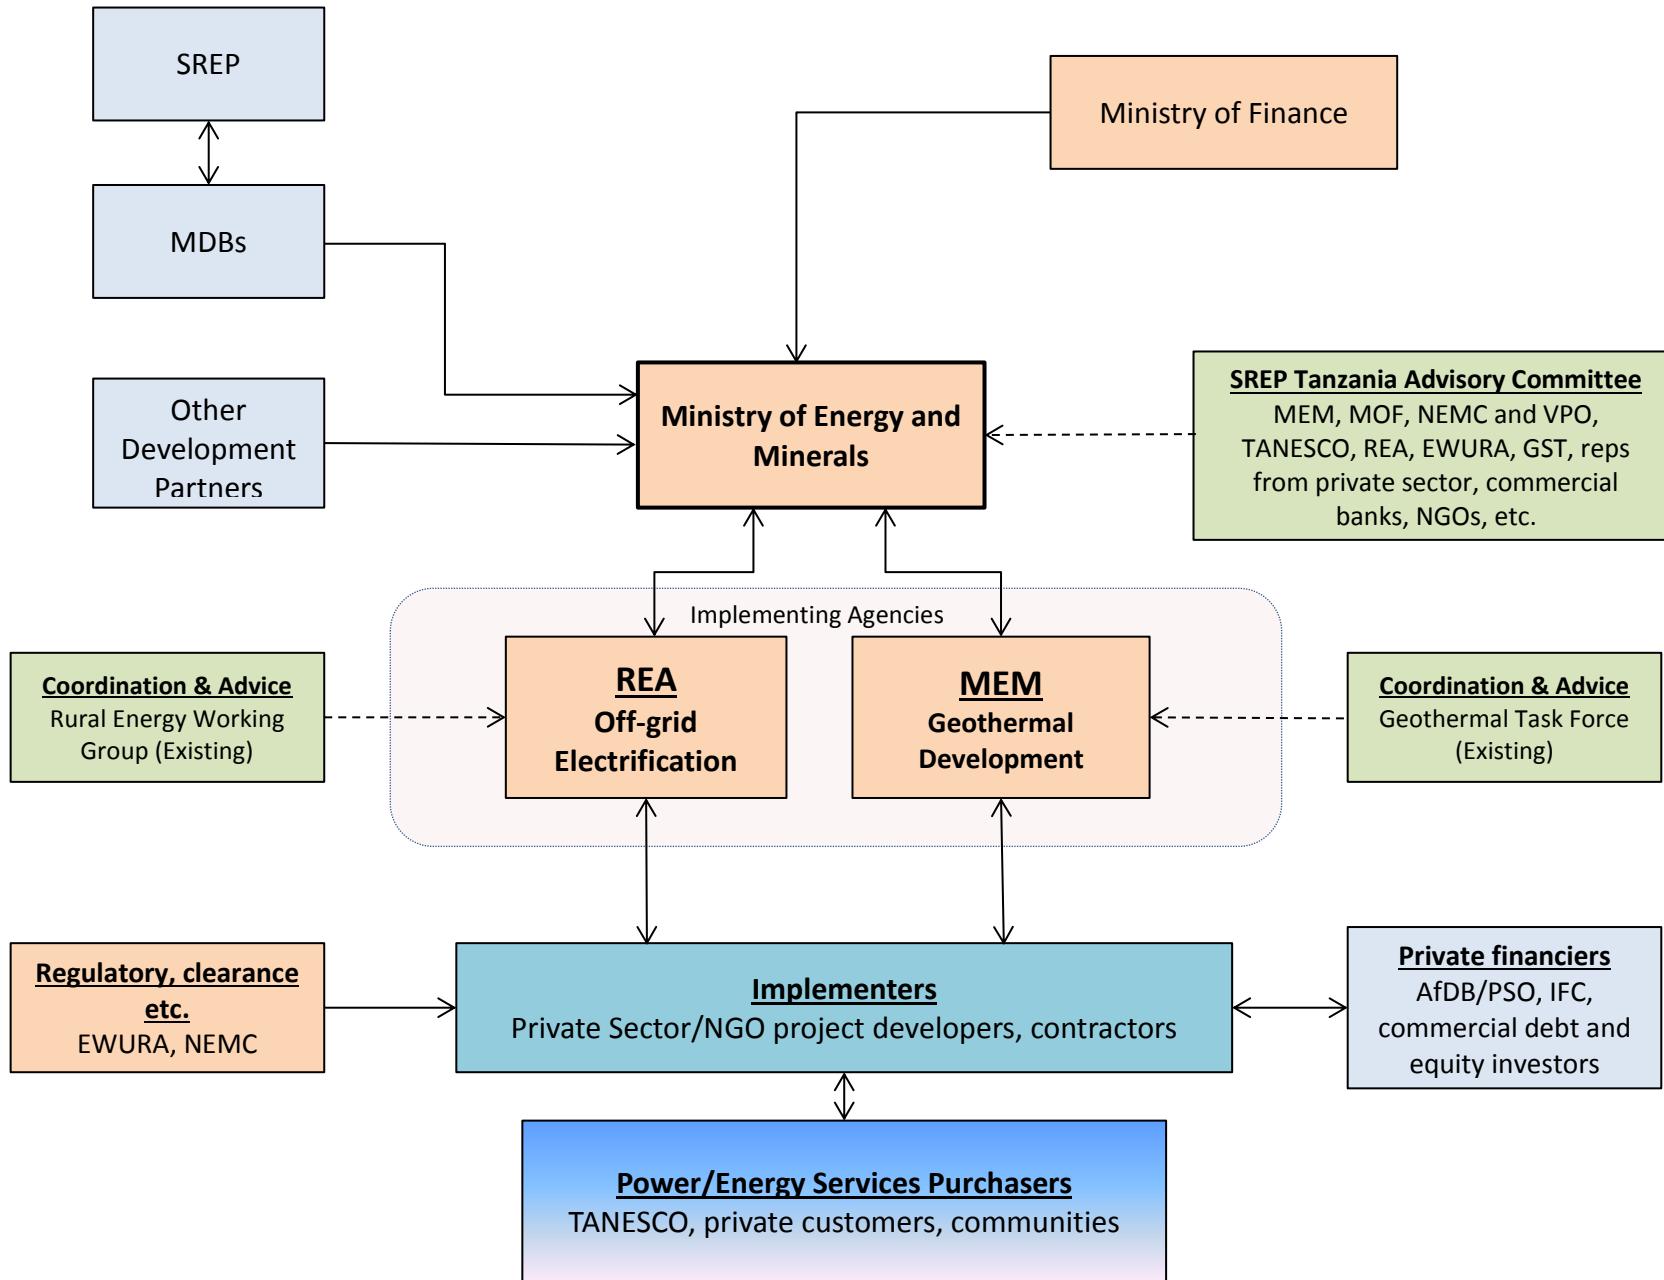 SREP
Ministry of Finance
MDBs
Other
Development
Partners
Ministry of Energy and
Minerals
SREP Tanzania Advisory Committee
MEM, MOF, NEMC and VPO,
TANESCO, REA, EWURA, GST, reps
from private sector, commercial
banks, NGOs, etc.
Implementing Agencies
Coordination & Advice
Rural Energy Working
Group (Existing)
REA
Off-grid
Electrification
MEM
Geothermal
Development
Coordination & Advice
Geothermal Task Force
(Existing)
Regulatory, clearance
etc.
EWURA, NEMC
Implementers
Private Sector/NGO project developers, contractors
Private financiers
AfDB/PSO, IFC,
commercial debt and
equity investors
Power/Energy Services Purchasers
TANESCO, private customers, communities